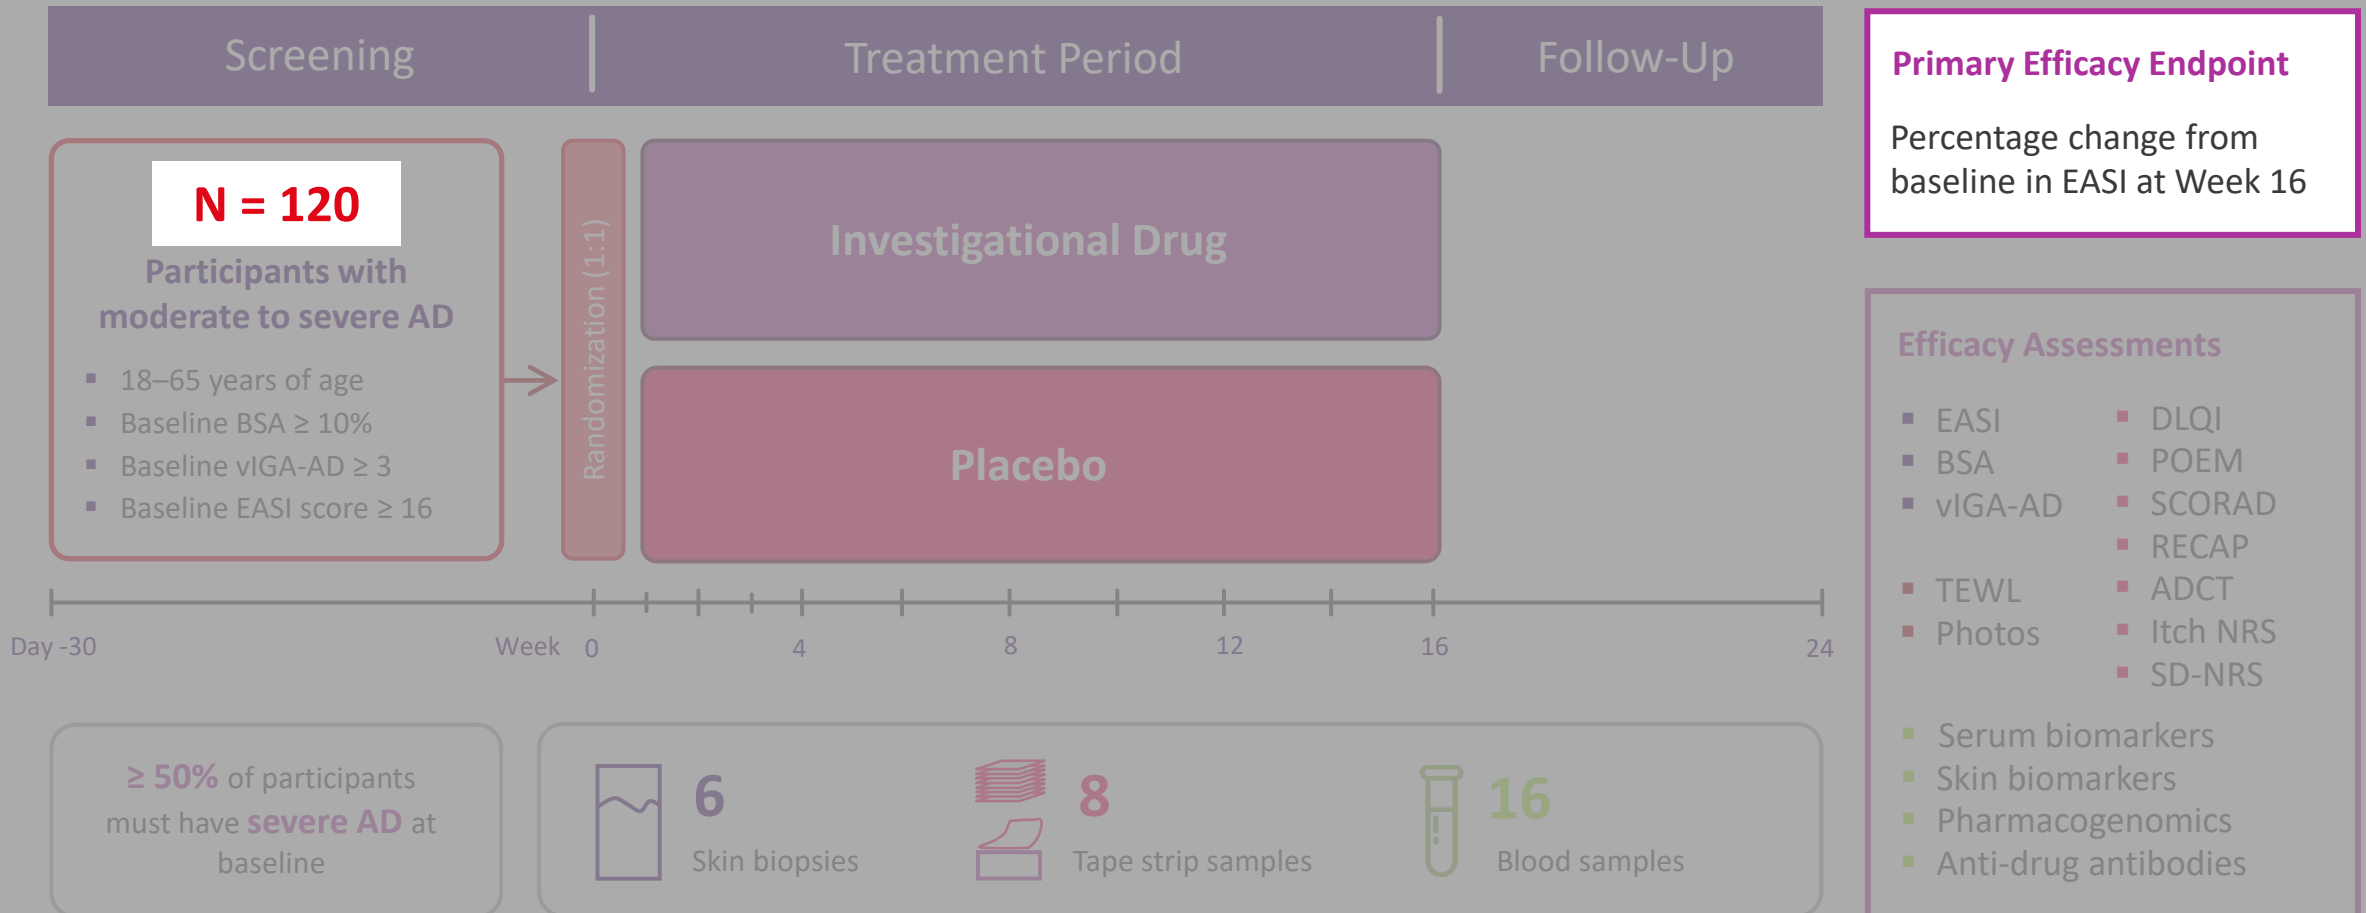 Screening
Treatment Period
Follow-Up
N = 120
Participants with
moderate to severe AD
▪ 18–65 years of age
▪ Baseline BSA ≥ 10%
▪ Baseline vIGA-AD ≥ 3
▪ Baseline EASI score ≥ 16
Randomization (1:1)
Investigational Drug
Placebo
Day -30
Week 0 4 8 12 16 24
≥ 50% of participants
must have severe AD at
baseline
6
Skin biopsies
8
Tape strip samples
16
Blood samples
Primary Efficacy Endpoint
Percentage change from
baseline in EASI at Week 16
Efficacy Assessments
▪ EASI
▪ BSA
▪ vIGA-AD
▪ TEWL
▪ Photos
▪ DLQI
▪ POEM
▪ SCORAD
▪ RECAP
▪ ADCT
▪ Itch NRS
▪ SD-NRS
▪ Serum biomarkers
▪ Skin biomarkers
▪ Pharmacogenomics
▪ Anti-drug antibodies